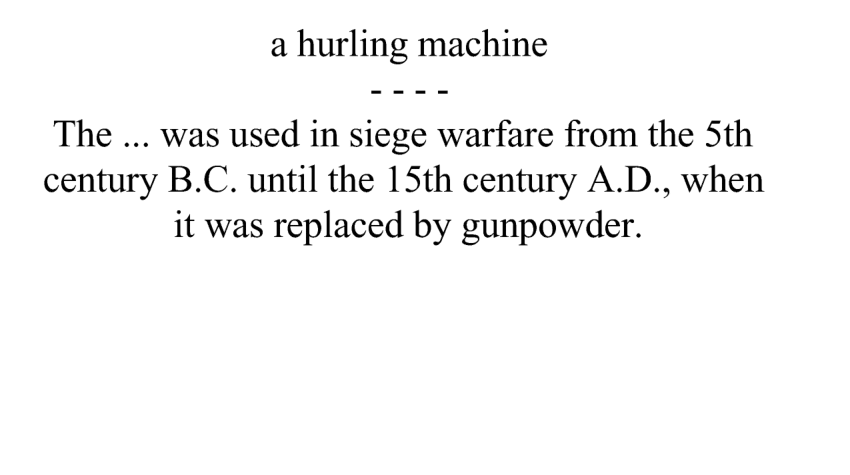 a hurling machine
- - - -
The ... was used in siege warfare from the 5th
century B.C. until the 15th century A.D., when
it was replaced by gunpowder.